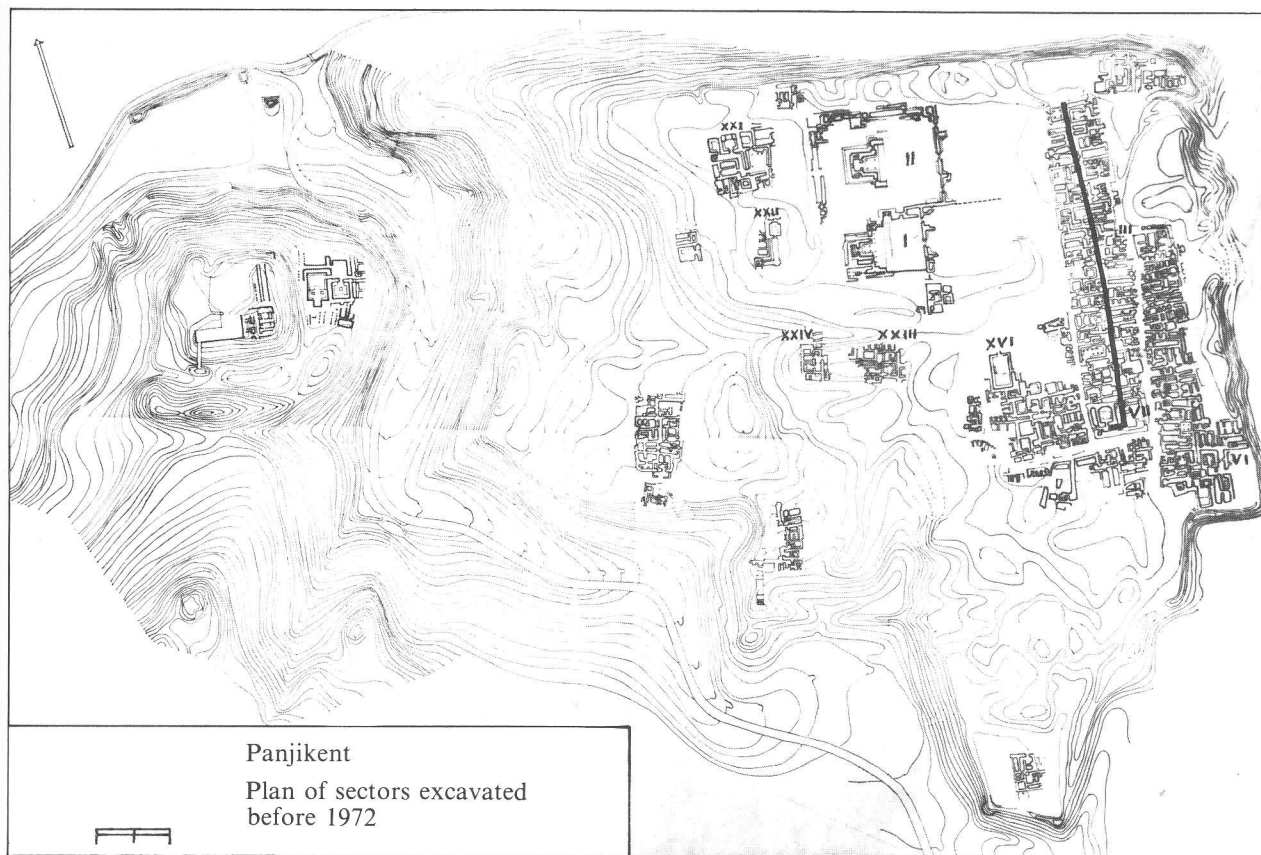 XXI
II
XXII
I
III
XXIV
XXIII
XVI
VII
VI
Panjikent
Plan of sectors excavated
before 1972